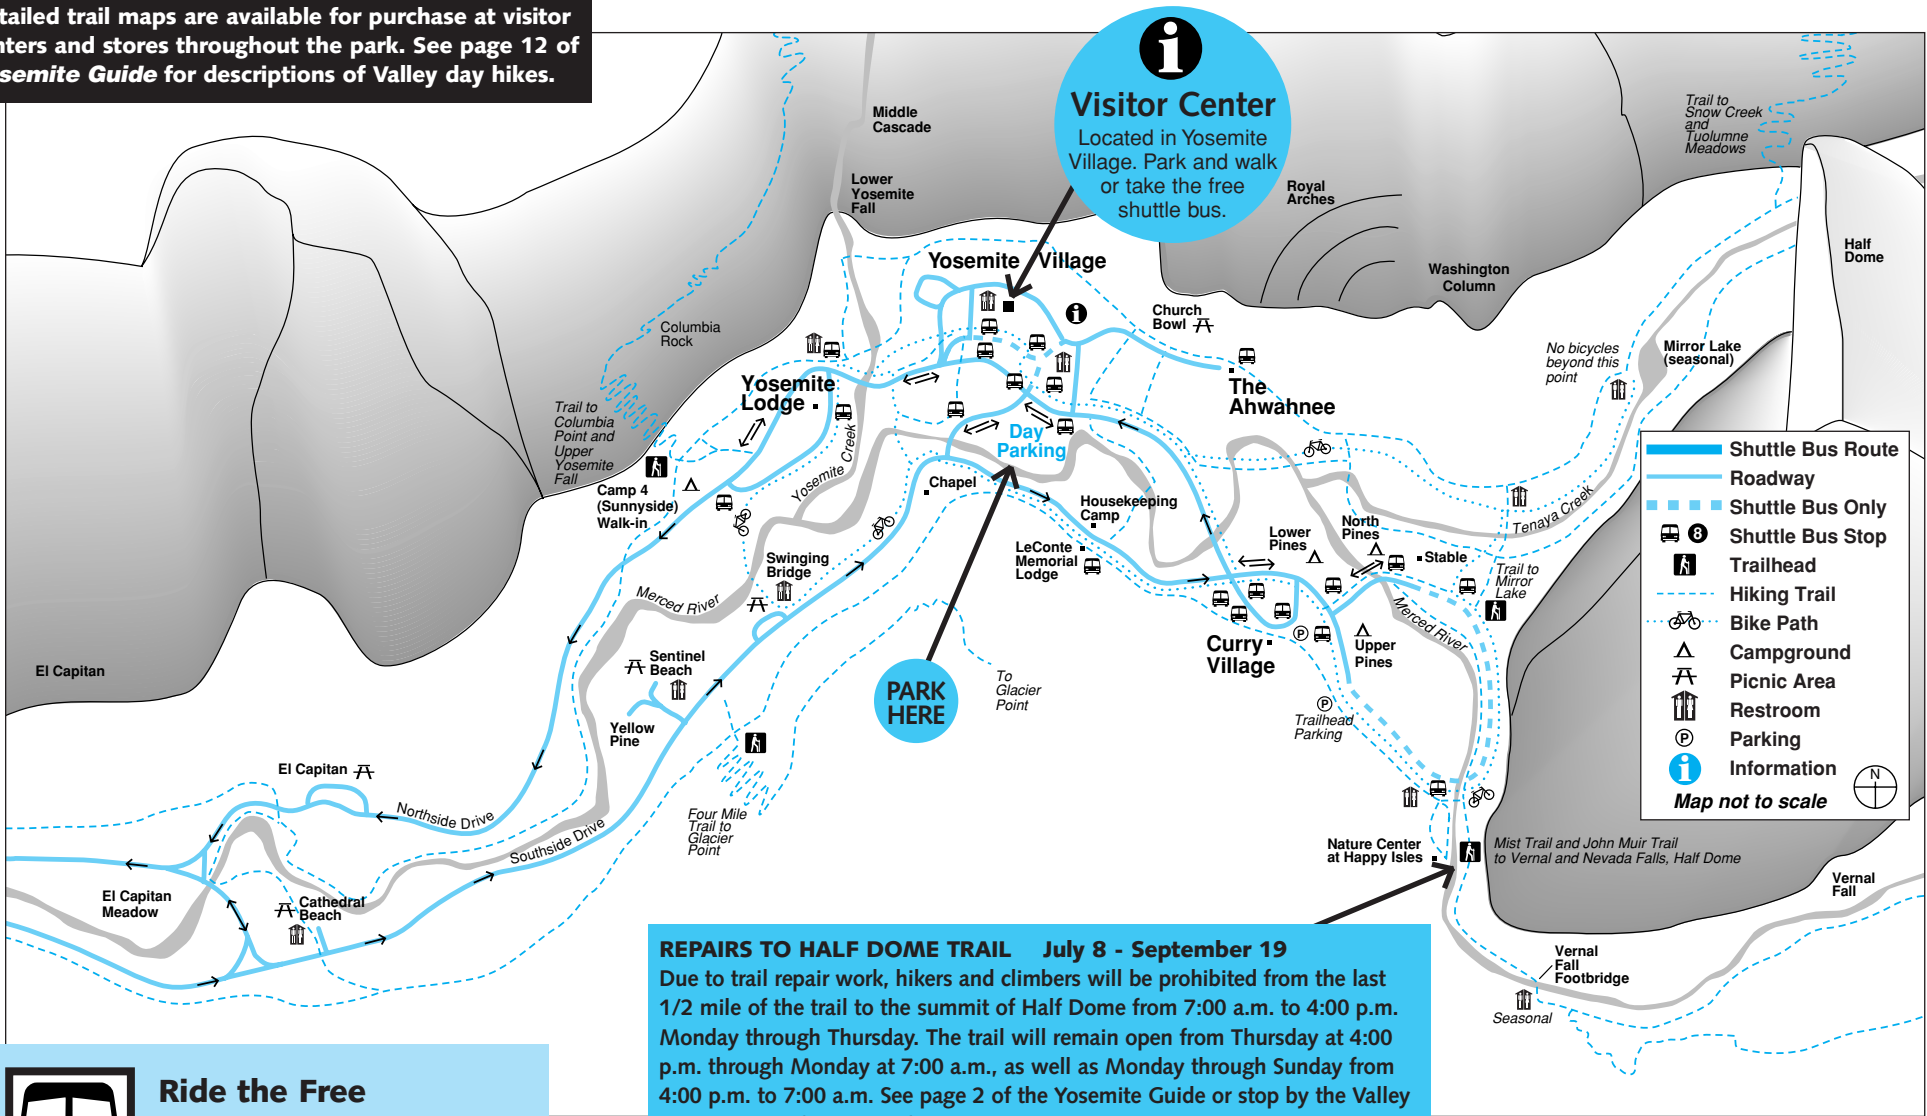 tailed trail maps are available for purchase at visitor
nters and stores throughout the park. See page 12 of
semite Guide for descriptions of Valley day hikes.
Visitor Center
Located in Yosemite
Village. Park and walk
or take the free
shuttle bus.
Middle
Cascade
Lower
Yosemite
Fall
Royal
Arches
Washington
Column
Trail to
Snow Creek
and
Tuolumne
Meadows
Half
Dome
Yosemite Village
Church
Bowl
The
Ahwahnee
No bicycles
beyond this
point
Mirror Lake
(seasonal)
Columbia
Rock
Yosemite
Lodge
Trail to
Columbia
Point and
Upper
Yosemite
Fall
Camp 4
(Sunnyside)
Walk-in
Yosemite Creek
Day
Parking
Chapel
Housekeeping
Camp
LeConte
Memorial
Lodge
Lower
Pines
North
Pines
Stable
Tenaya Creek
Trail to
Mirror
Lake
Merced River
Swinging
Bridge
Merced River
Curry
Village
P
Upper
Pines
P
Trailhead
Parking
Sentinel
Beach
Yellow
Pine
PARK
HERE
To
Glacier
Point
Four Mile
Trail to
Glacier
Point
El Capitan
El Capitan
Northside Drive
Southside Drive
El Capitan
Meadow
Cathedral
Beach
Nature Center
at Happy Isles
Mist Trail and John Muir Trail
to Vernal and Nevada Falls, Half Dome
Vernal
Fall
Vernal
Fall
Footbridge
Seasonal
Shuttle Bus Route
Roadway
Shuttle Bus Only
8 Shuttle Bus Stop
Trailhead
Hiking Trail
Bike Path
Campground
Picnic Area
Restroom
P Parking
i Information
Map not to scale
N
REPAIRS TO HALF DOME TRAIL July 8 - September 19
Due to trail repair work, hikers and climbers will be prohibited from the last
1/2 mile of the trail to the summit of Half Dome from 7:00 a.m. to 4:00 p.m.
Monday through Thursday. The trail will remain open from Thursday at 4:00
p.m. through Monday at 7:00 a.m., as well as Monday through Sunday from
4:00 p.m. to 7:00 a.m. See page 2 of the Yosemite Guide or stop by the Valley
Ride the Free